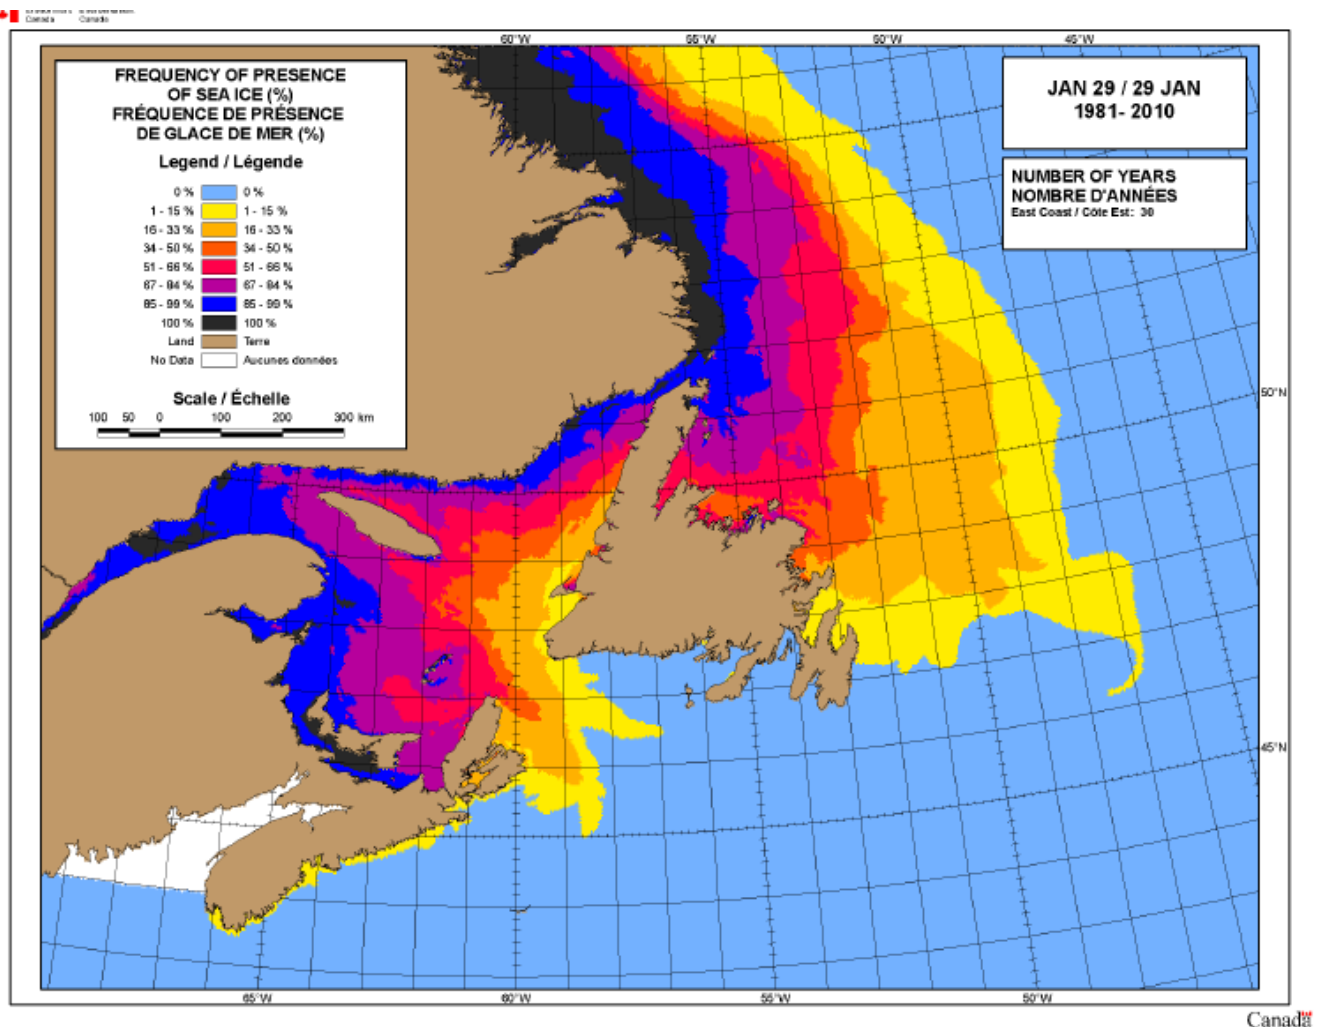 Canada Canada
60°W 55°W 50°W 45°W
FREQUENCY OF PRESENCE
OF SEA ICE (%)
FRÉQUENCE DE PRÉSENCE
DE GLACE DE MER (%)
Legend / Légende
0 % 0 %
1 - 15 % 1 - 15 %
16 - 33 % 16 - 33 %
34 - 50 % 34 - 50 %
51 - 66 % 51 - 66 %
67 - 84 % 67 - 84 %
85 - 99 % 85 - 99 %
100 % 100 %
Land Terre
No Data Aucunes données
Scale / Échelle
100 50 0 100 200 300 km
JAN 29 / 29 JAN
1981- 2010
NUMBER OF YEARS
NOMBRE D'ANNÉES
East Coast / Côte Est: 30
50°N
45°N
65°W 60°W 55°W 50°W
Canada